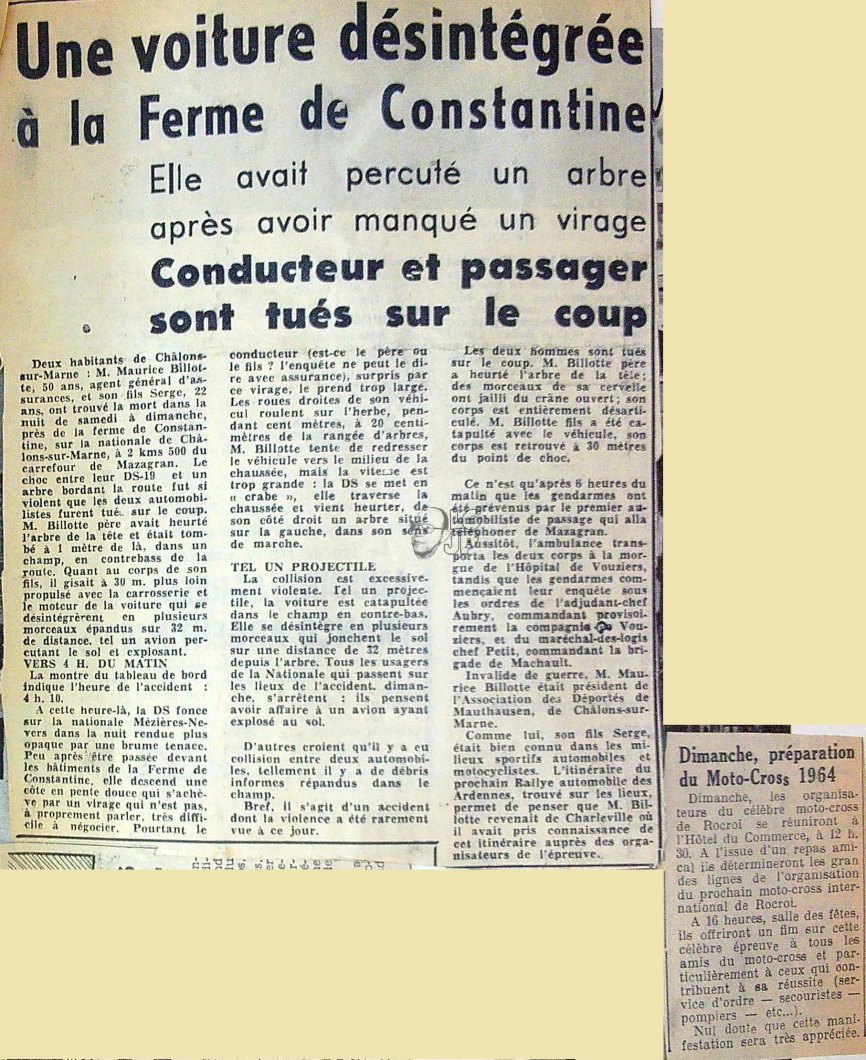 Une voiture désintégrée
à la Ferme de Constantine
Elle avait percuté un arbre
après avoir manqué un virage
Conducteur et passager
sont tués sur le coup
Deux habitants de Châlons-
sur-Marne : M. Maurice Billot-
te, 50 ans, agent général d'as-
surances, et son fils Serge, 22
ans, ont trouvé la mort dans la
nuit de samedi à dimanche,
près de la ferme de Constan-
tine, sur la nationale de Châ-
lons-sur-Marne, à 2 kms 500 du
carrefour de Mazagran. Le
choc entre leur DS-19 et un
arbre bordant la route fut si
violent que les deux automobi-
listes furent tués sur le coup.
M. Billotte père avait heurté
l'arbre de la tête et était tom-
bé à 1 mètre de là, dans un
champ, en contrebas de la
route. Quant au corps de son
fils, il gisait à 30 m. plus loin
propulsé avec la carrosserie et
le moteur de la voiture qui se
désintégrèrent en plusieurs
morceaux épandus sur 32 m.
de distance, tel un avion per-
cutant le sol et explosant.
VERS 4 H. DU MATIN
La montre du tableau de bord
indique l'heure de l'accident :
4 h. 10.
A cette heure-là, la DS fonce
sur la nationale Mézières-Ne-
vers dans la nuit rendue plus
opaque par une brume tenace.
Peu après être passée devant
les bâtiments de la Ferme de
Constantine, elle descend une
côte en pente douce qui s'achè-
ve par un virage qui n'est pas,
à proprement parler, très diffi-
cile à négocier. Pourtant le
conducteur (est-ce le père ou
le fils ? l'enquête ne peut le di-
re avec assurance), surpris par
ce virage, le prend trop large.
Les roues droites de son véhi-
cul roulent sur l'herbe, pen-
dant cent mètres, à 20 centi-
mètres de la rangée d'arbres,
M. Billotte tente de redresser
le véhicule vers le milieu de la
chaussée, mais la vitesse est
trop grande : la DS se met en
« crabe », elle traverse la
chaussée et vient heurter, de
son côté droit un arbre situé
sur la gauche, dans son sens
de marche.
TEL UN PROJECTILE
La collision est excessive-
ment violente. Tel un projec-
tile, la voiture est catapultée
dans le champ en contre-bas.
Elle se désintègre en plusieurs
morceaux qui jonchent le sol
sur une distance de 32 mètres
depuis l'arbre. Tous les usagers
de la Nationale qui passent sur
les lieux de l'accident, diman-
che, s'arrêtent : ils pensent
avoir affaire à un avion ayant
explosé au sol.
D'autres croient qu'il y a eu
collision entre deux automobi-
les, tellement il y a de débris
informes répandus dans le
champ.
Bref, il s'agit d'un accident
dont la violence a été rarement
vue à ce jour.
Les deux hommes sont tués
sur le coup. M. Billotte père
a heurté l'arbre de la tête ;
des morceaux de sa cervelle
ont jailli du crâne ouvert ; son
corps est entièrement désarti-
culé. M. Billotte fils a été ca-
tapulté avec le véhicule, son
corps est retrouvé à 30 mètres
du point de choc.
Ce n'est qu'après 6 heures du
matin que les gendarmes ont
été prévenus par le premier au-
tomobiliste de passage qui alla
téléphoner de Mazagran.
Aussitôt, l'ambulance trans-
porta les deux corps à la mor-
gue de l'Hôpital de Vouziers,
tandis que les gendarmes com-
mençaient leur enquête sous
les ordres de l'adjudant-chef
Aubry, commandant provisoi-
rement la compagnie de Vou-
ziers, et du maréchal-des-logis
chef Petit, commandant la bri-
gade de Machault.
Invalide de guerre, M. Mau-
rice Billotte était président de
l'Association des Déportés de
Mauthausen, de Châlons-sur-
Marne.
Comme lui, son fils Serge,
était bien connu dans les mi-
lieux sportifs automobiles et
motocyclistes. L'itinéraire du
prochain Rallye automobile des
Ardennes, trouvé sur les lieux,
permet de penser que M. Bil-
lotte revenait de Charleville où
il avait pris connaissance de
cet itinéraire auprès des orga-
nisateurs de l'épreuve.
Dimanche, préparation
du Moto-Cross 1964
Dimanche, les organisa-
teurs du célèbre moto-cross
de Rocroi se réuniront à
l'Hôtel du Commerce, à 12 h.
30. A l'issue d'un repas ami-
cal ils détermineront les gran
des lignes de l'organisation
du prochain moto-cross inter-
national de Rocroi.
A 16 heures, salle des fêtes,
ils offriront un fim sur cette
célèbre épreuve à tous les
amis du moto-cross et par-
ticulièrement à ceux qui con-
tribuent à sa réussite (ser-
vice d'ordre — secouristes —
pompiers — etc...).
Nul doute que cette mani-
festation sera très appréciée.